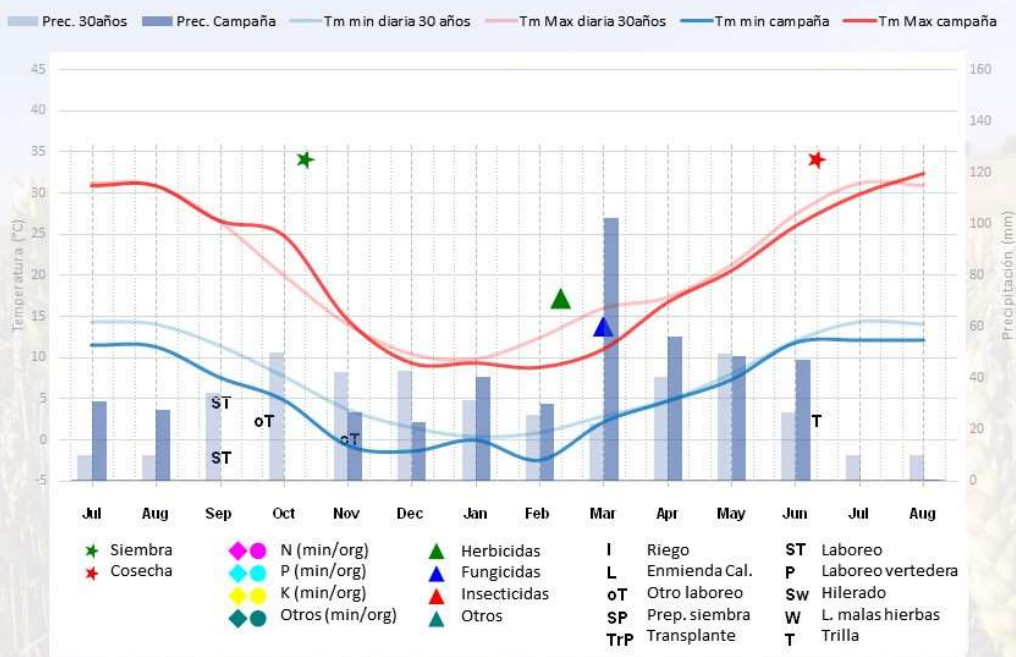 Prec. 30años Prec. Campaña Tm min diaria 30 años Tm Max diaria 30años Tm min campaña Tm Max campaña
45 160
40 140
35 120
30 100
25 80
20 60
15 40
10 20
5 0
0
-5
Temperatura (°C)
Precipitación (mm)
ST
oT
oT
ST
T
Jul Aug Sep Oct Nov Dec Jan Feb Mar Apr May Jun Jul Aug
Siembra N (min/org) Herbicidas I Riego ST Laboreo
Cosecha P (min/org) Fungicidas L Enmienda Cal. P Laboreo vertedera
K (min/org) Insecticidas oT Otro laboreo Sw Hilerado
Otros (min/org) Otros SP Prep. siembra W L. malas hierbas
TrP Transplante T Trilla